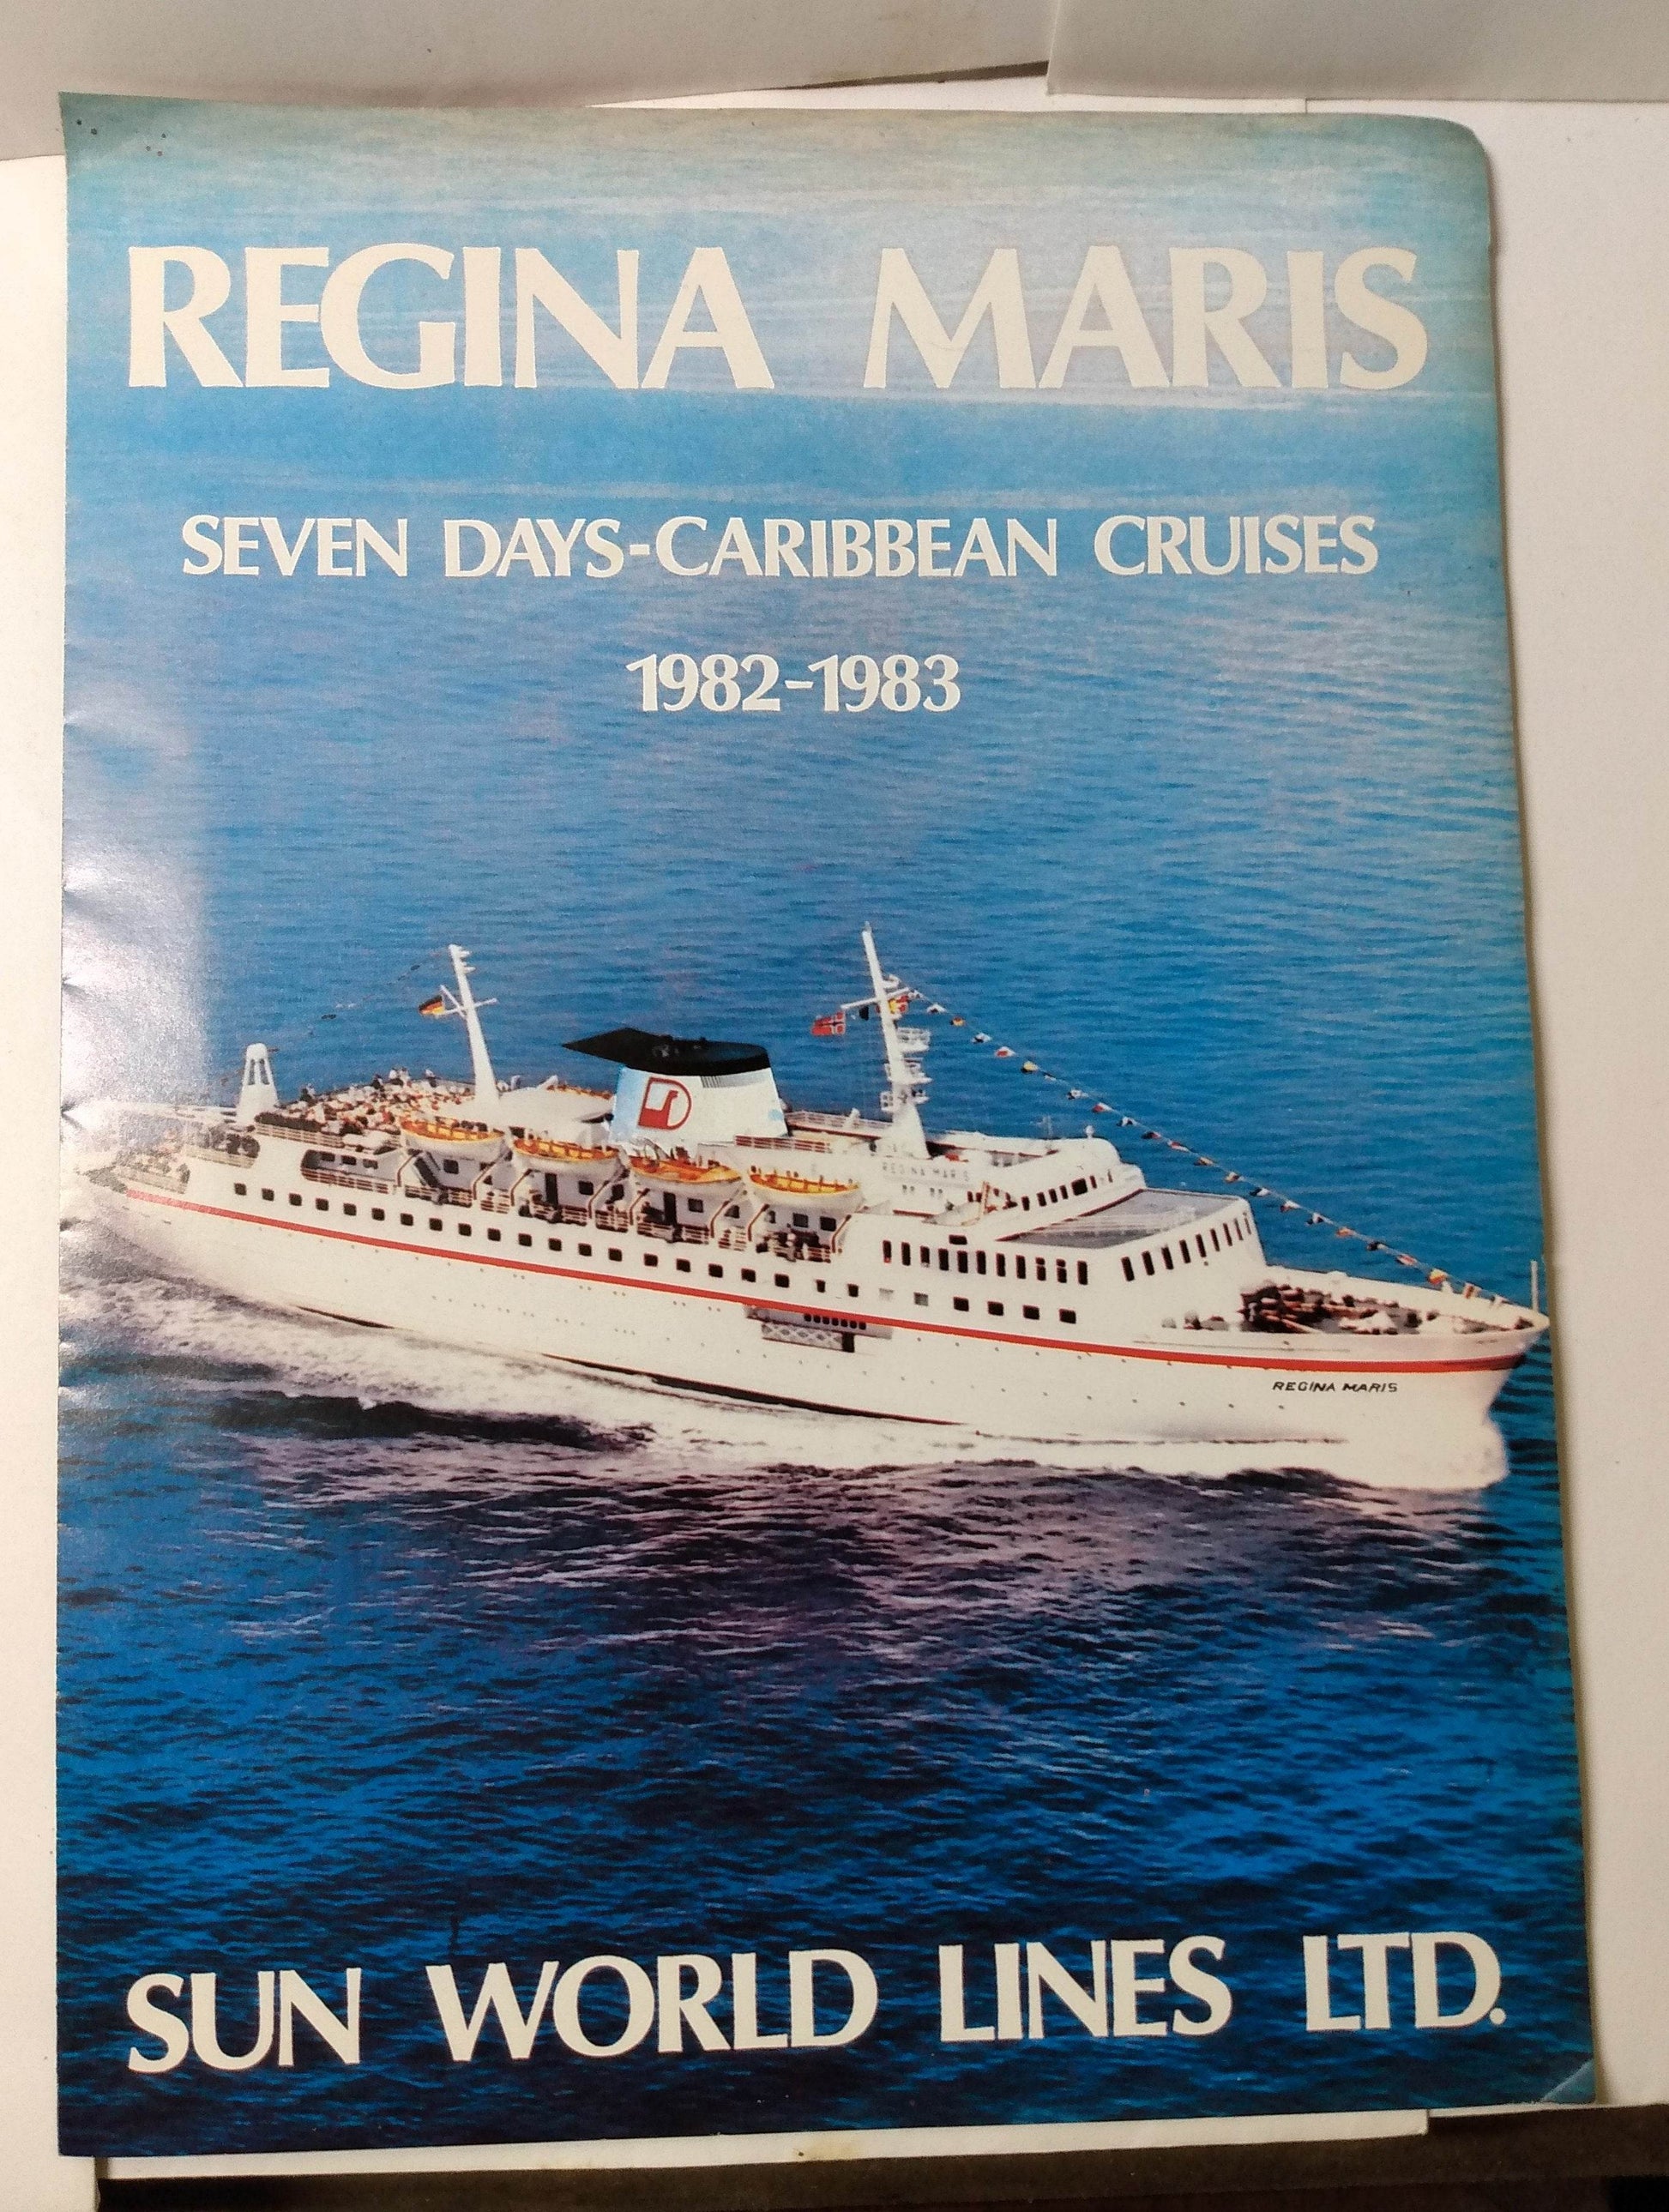 REGINA MARIS
SEVEN DAYS-CARIBBEAN CRUISES
1982-1983
REGINA MARIS
REGINA MARIS
SUN WORLD LINES LTD.